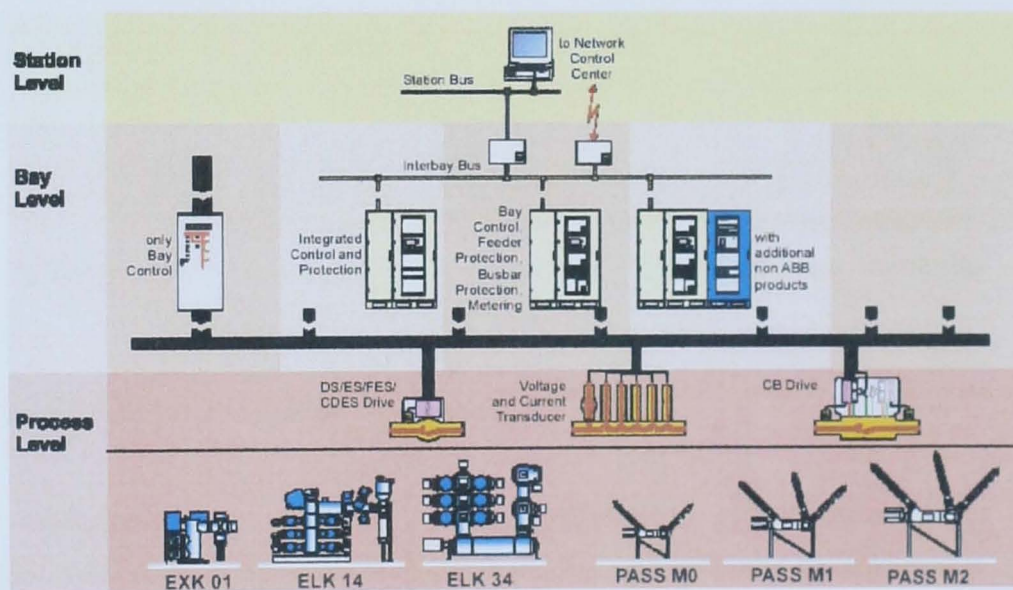 Station
Level
to Network
Control
Center
Station Bus
Bay
Level
Interbay Bus
only
Bay
Control
Integrated
Control and
Protection
Bay
Control,
Feeder
Protection,
Busbar
Protection,
Metering
with
additional
non ABB
products
Process
Level
DS/ES/FES/
CDES Drive
Voltage
and Current
Transducer
CB Drive
EXK 01
ELK 14
ELK 34
PASS M0
PASS M1
PASS M2